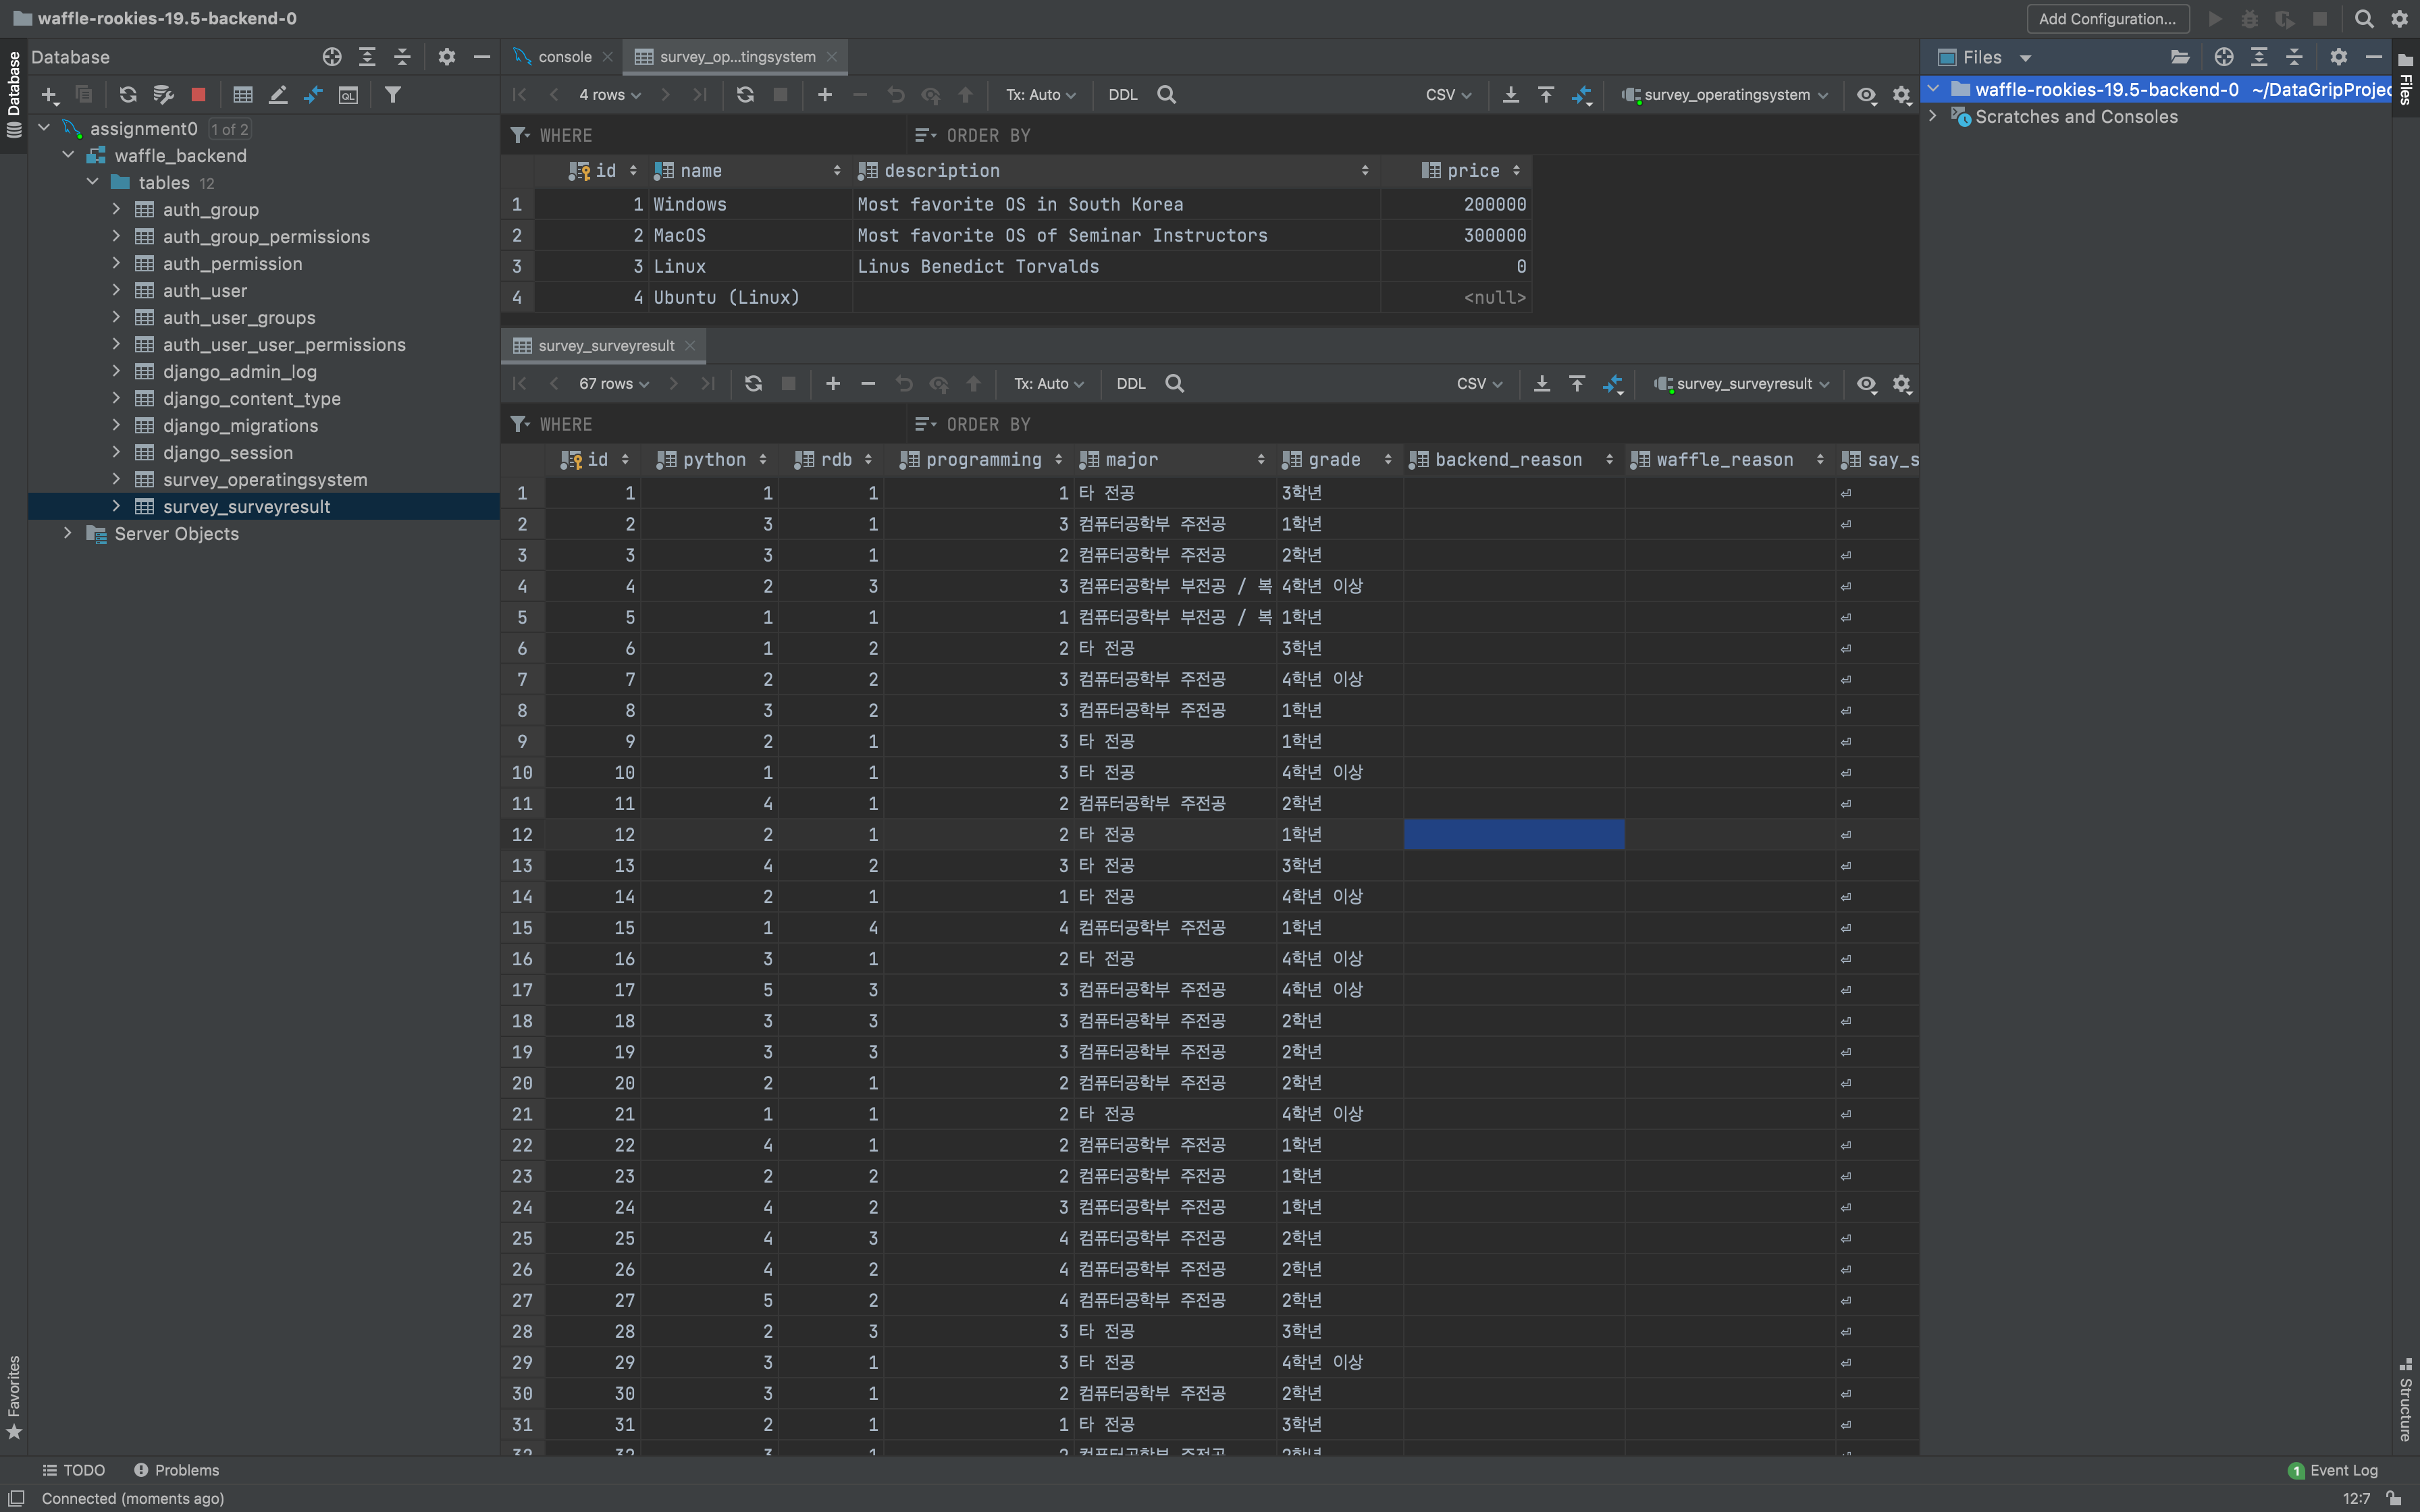 waffle-rookies-19.5-backend-0
Add Configuration...
Database
console
survey_op...tingsystem
Files
4 rows
Tx: Auto
DDL
CSV
survey_operatingsystem
waffle-rookies-19.5-backend-0 ~/DataGripProjec
Scratches and Consoles
Database
Files
assignment0 1 of 2
waffle_backend
tables 12
auth_group
auth_group_permissions
auth_permission
auth_user
auth_user_groups
auth_user_user_permissions
django_admin_log
django_content_type
django_migrations
django_session
survey_operatingsystem
survey_surveyresult
Server Objects
WHERE ORDER BY
id name description price
1 1 Windows Most favorite OS in South Korea 200000
2 2 MacOS Most favorite OS of Seminar Instructors 300000
3 3 Linux Linus Benedict Torvalds 0
4 4 Ubuntu (Linux) <null>
survey_surveyresult
67 rows
Tx: Auto
DDL
CSV
survey_surveyresult
WHERE ORDER BY
id python rdb programming major grade backend_reason waffle_reason say_s
1 1 1 1 1 타 전공 3학년
2 2 3 1 3 컴퓨터공학부 주전공 1학년
3 3 3 1 2 컴퓨터공학부 주전공 2학년
4 4 2 3 3 컴퓨터공학부 부전공 / 복 4학년 이상
5 5 1 1 1 컴퓨터공학부 부전공 / 복 1학년
6 6 1 2 2 타 전공 3학년
7 7 2 2 3 컴퓨터공학부 주전공 4학년 이상
8 8 3 2 3 컴퓨터공학부 주전공 1학년
9 9 2 1 3 타 전공 1학년
10 10 1 1 3 타 전공 4학년 이상
11 11 4 1 2 컴퓨터공학부 주전공 2학년
12 12 2 1 2 타 전공 1학년
13 13 4 2 3 타 전공 3학년
14 14 2 1 1 타 전공 4학년 이상
15 15 1 4 4 컴퓨터공학부 주전공 1학년
16 16 3 1 2 타 전공 4학년 이상
17 17 5 3 3 컴퓨터공학부 주전공 4학년 이상
18 18 3 3 3 컴퓨터공학부 주전공 2학년
19 19 3 3 3 컴퓨터공학부 주전공 2학년
20 20 2 1 2 컴퓨터공학부 주전공 2학년
21 21 1 1 2 타 전공 4학년 이상
22 22 4 1 2 컴퓨터공학부 주전공 1학년
23 23 2 2 2 컴퓨터공학부 주전공 1학년
24 24 4 2 3 컴퓨터공학부 주전공 1학년
25 25 4 3 4 컴퓨터공학부 주전공 2학년
26 26 4 2 4 컴퓨터공학부 주전공 2학년
27 27 5 2 4 컴퓨터공학부 주전공 2학년
28 28 2 3 3 타 전공 3학년
29 29 3 1 3 타 전공 4학년 이상
30 30 3 1 2 컴퓨터공학부 주전공 2학년
31 31 2 1 1 타 전공 3학년
32 32 3 1 2 컴퓨터공학부 주전공 2학년
Favorites
Structure
TODO
Problems
1 Event Log
Connected (moments ago)
12:7